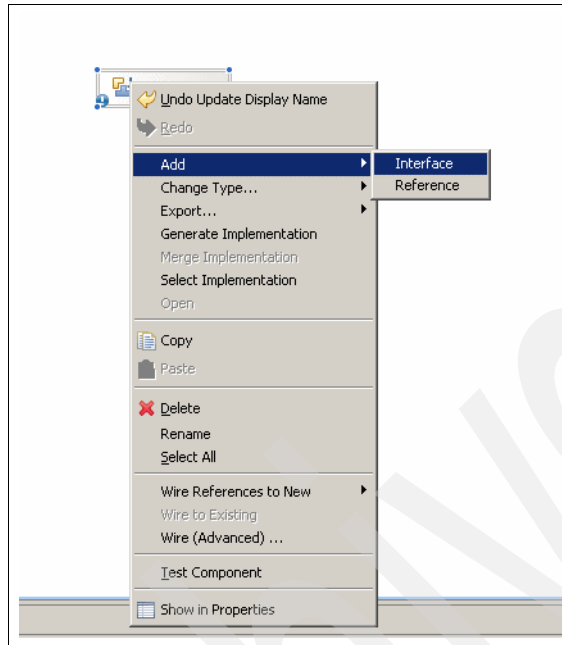 Undo Update Display Name
Redo
Add
Interface
Change Type...
Reference
Export...
Generate Implementation
Merge Implementation
Select Implementation
Open
Copy
Paste
Delete
Rename
Select All
Wire References to New
Wire to Existing
Wire (Advanced) ...
Test Component
Show in Properties